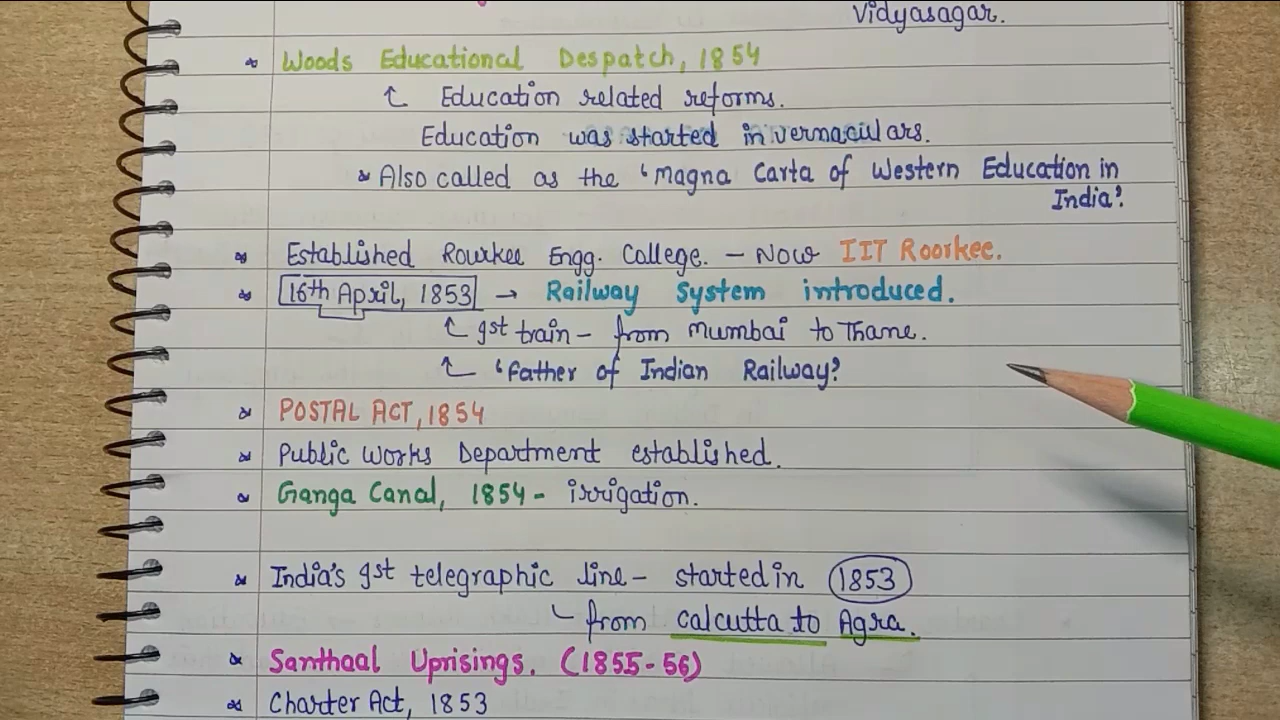 Vidyasagar.
Woods Educational Despatch, 1854
Education related reforms.
Education was started in vernaculars.
Also called as the 'Magna Carta of Western Education in
India'.
Established Rourkee Engg. College. - Now IIT Roorkee.
16th April, 1853 → Railway System introduced.
1st train - from Mumbai to Thane.
'Father of Indian Railway'
POSTAL ACT, 1854
Public Works Department established.
Ganga Canal, 1854 - irrigation.
India's 1st telegraphic line - started in 1853
from Calcutta to Agra.
Santhaal Uprisings. (1855-56)
Charter Act, 1853